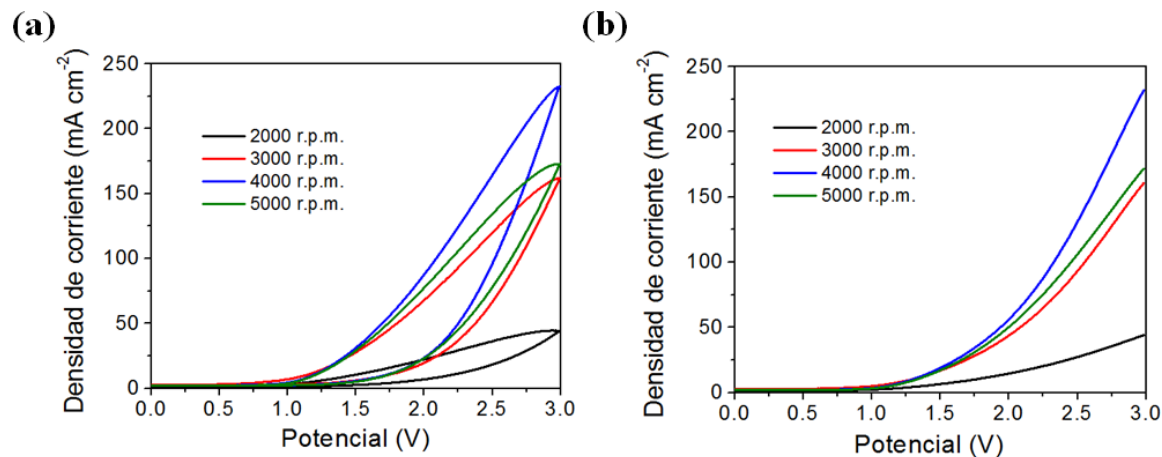 (a)
Densidad de corriente (mA cm⁻²)
250
200
150
100
50
0
2000 r.p.m.
3000 r.p.m.
4000 r.p.m.
5000 r.p.m.
0.0 0.5 1.0 1.5 2.0 2.5 3.0
Potencial (V)
(b)
Densidad de corriente (mA cm⁻²)
250
200
150
100
50
0
2000 r.p.m.
3000 r.p.m.
4000 r.p.m.
5000 r.p.m.
0.0 0.5 1.0 1.5 2.0 2.5 3.0
Potencial (V)